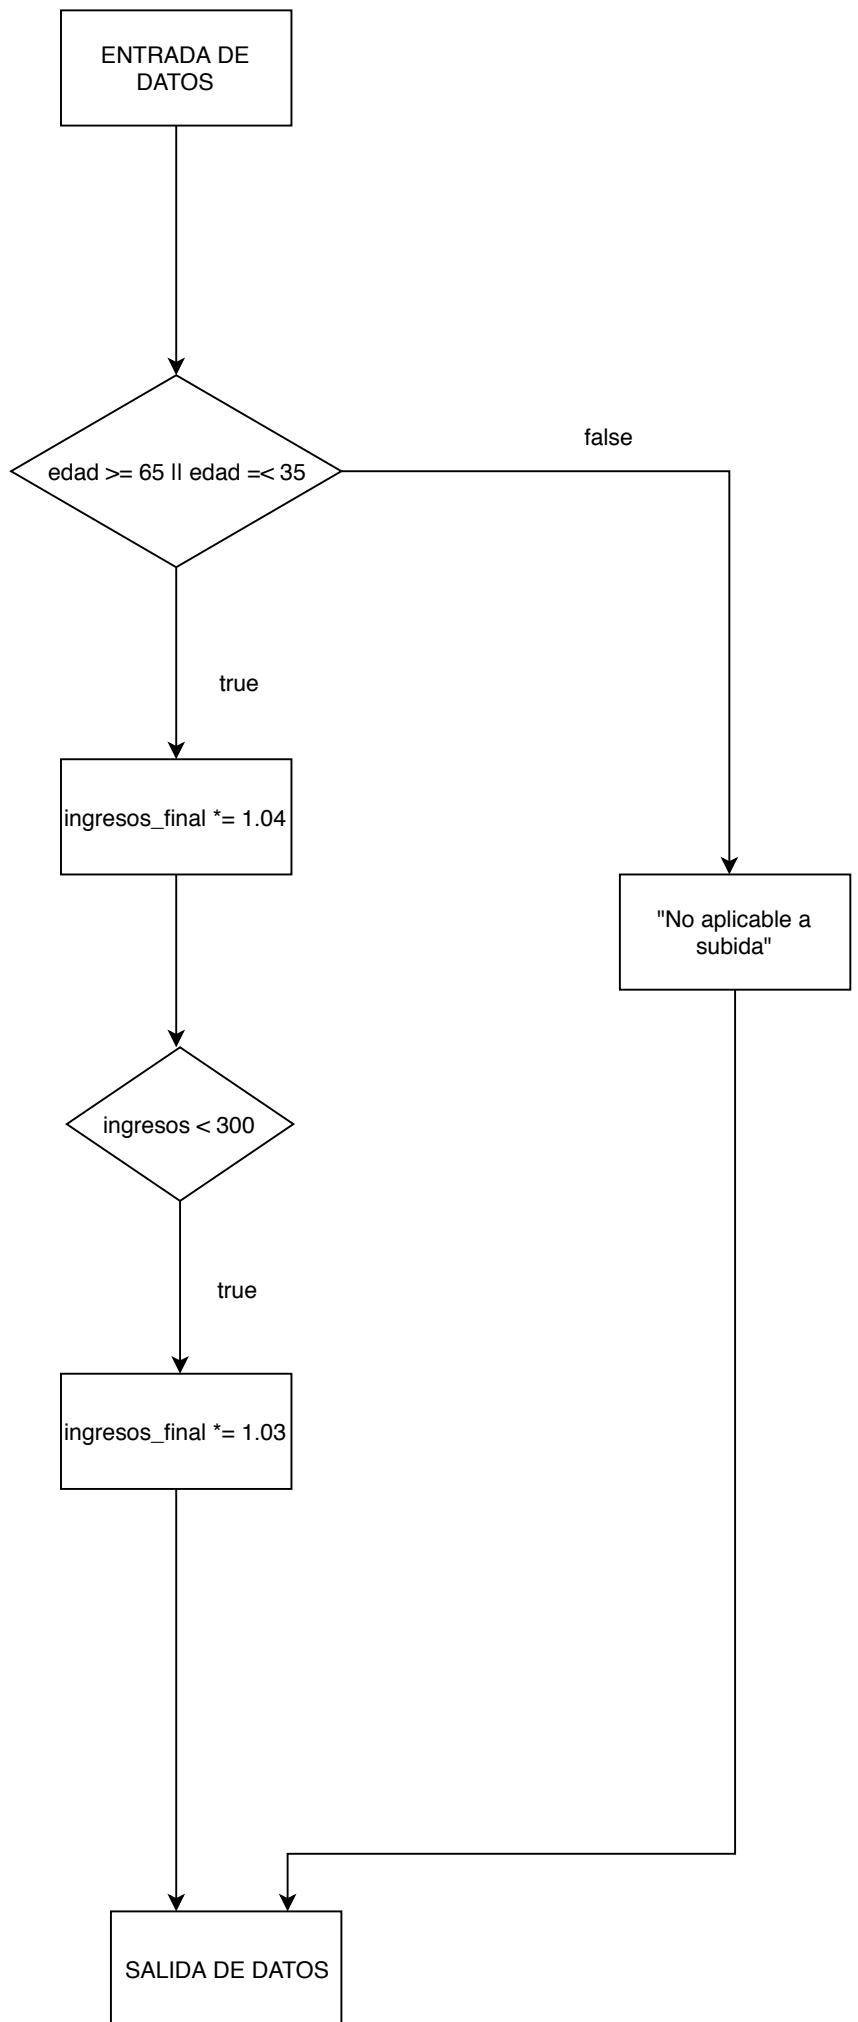 ENTRADA DE
DATOS
edad >= 65 || edad =< 35
false
true
ingresos_final *= 1.04
"No aplicable a
subida"
ingresos < 300
true
ingresos_final *= 1.03
SALIDA DE DATOS